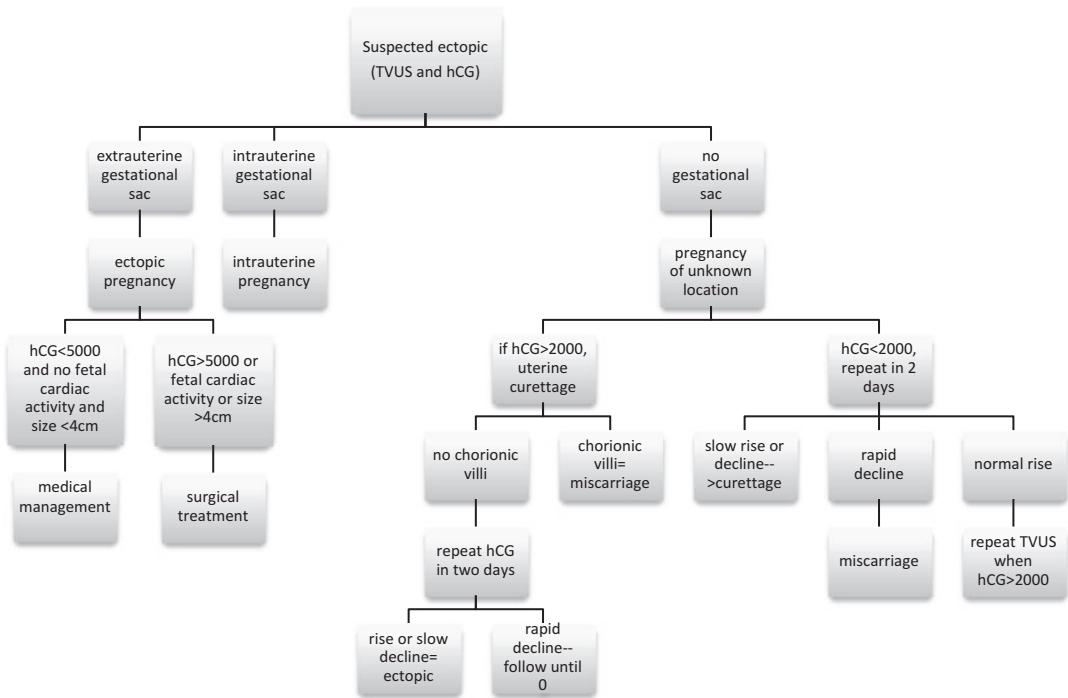 Suspected ectopic
(TVUS and hCG)
extrauterine
gestational
sac
intrauterine
gestational
sac
no
gestational
sac
ectopic
pregnancy
intrauterine
pregnancy
pregnancy
of unknown
location
hCG<5000
and no fetal
cardiac
activity and
size <4cm
hCG>5000 or
fetal cardiac
activity or size
>4cm
if hCG>2000,
uterine
curettage
hCG<2000,
repeat in 2
days
medical
management
surgical
treatment
no chorionic
villi
chorionic
villi=
miscarriage
slow rise or
decline--
>curettage
rapid
decline
normal rise
repeat hCG
in two days
miscarriage
repeat TVUS
when
hCG>2000
rise or slow
decline=
ectopic
rapid
decline--
follow until
0